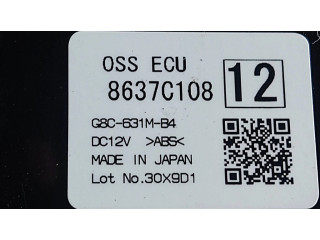 OSS ECU
8637C108 12
G8C-631M-B4
DC12V >ABS<
MADE IN JAPAN
Lot No.30X9D1